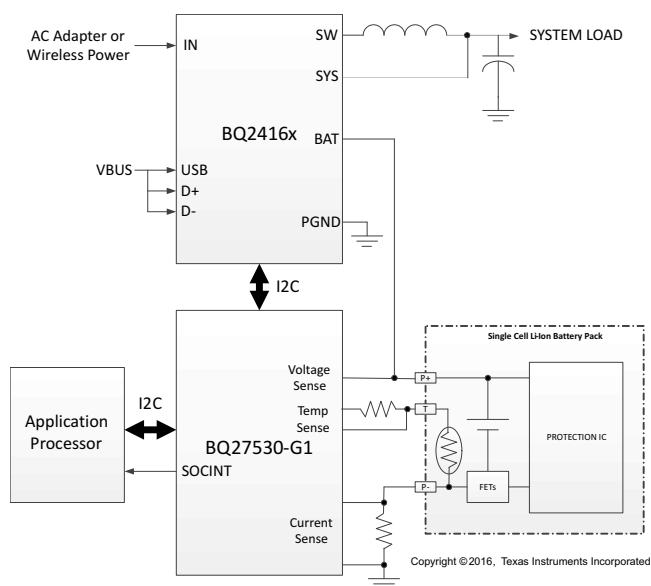 AC Adapter or
Wireless Power
IN
SW
SYSTEM LOAD
SYS
BQ2416x
BAT
VBUS
USB
D+
D-
PGND
I2C
Single Cell Li-Ion Battery Pack
Voltage
Sense
P+
Temp
Sense
T
I2C
Application
Processor
BQ27530-G1
PROTECTION IC
SOCINT
P-
FETs
Current
Sense
Copyright ©2016, Texas Instruments Incorporated